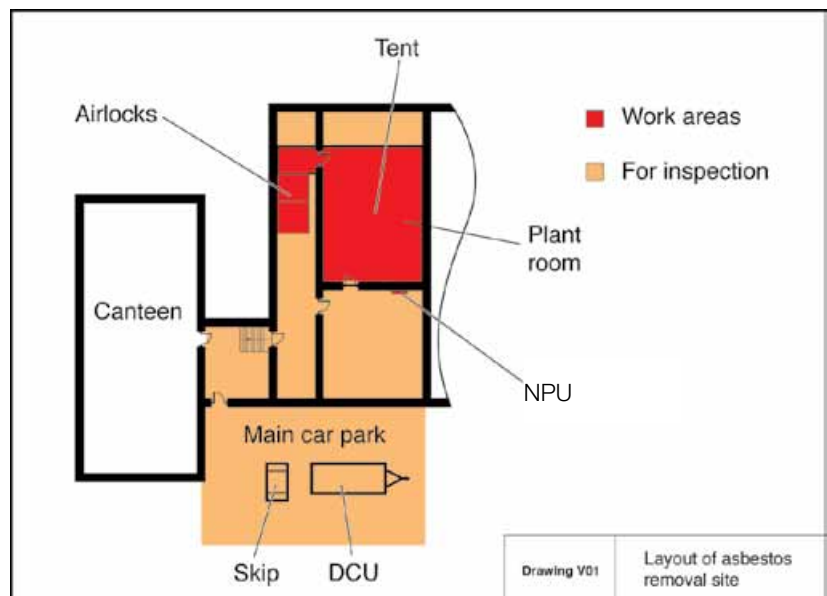 Tent
Airlocks
Work areas
For inspection
Plant
room
Canteen
NPU
Main car park
Skip
DCU
Drawing V01
Layout of asbestos
removal site